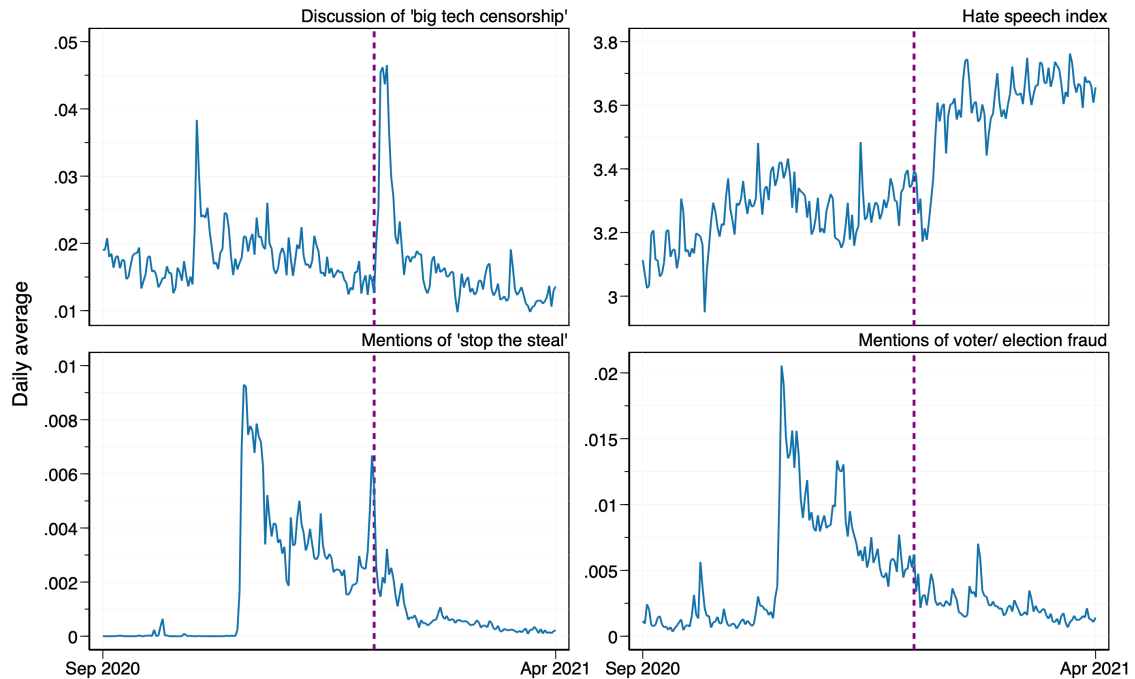 Discussion of 'big tech censorship'
.05
.04
.03
.02
.01
Hate speech index
3.8
3.6
3.4
3.2
3
Daily average
Mentions of 'stop the steal'
.01
.008
.006
.004
.002
0
Sep 2020
Apr 2021
Mentions of voter/ election fraud
.02
.015
.01
.005
0
Sep 2020
Apr 2021